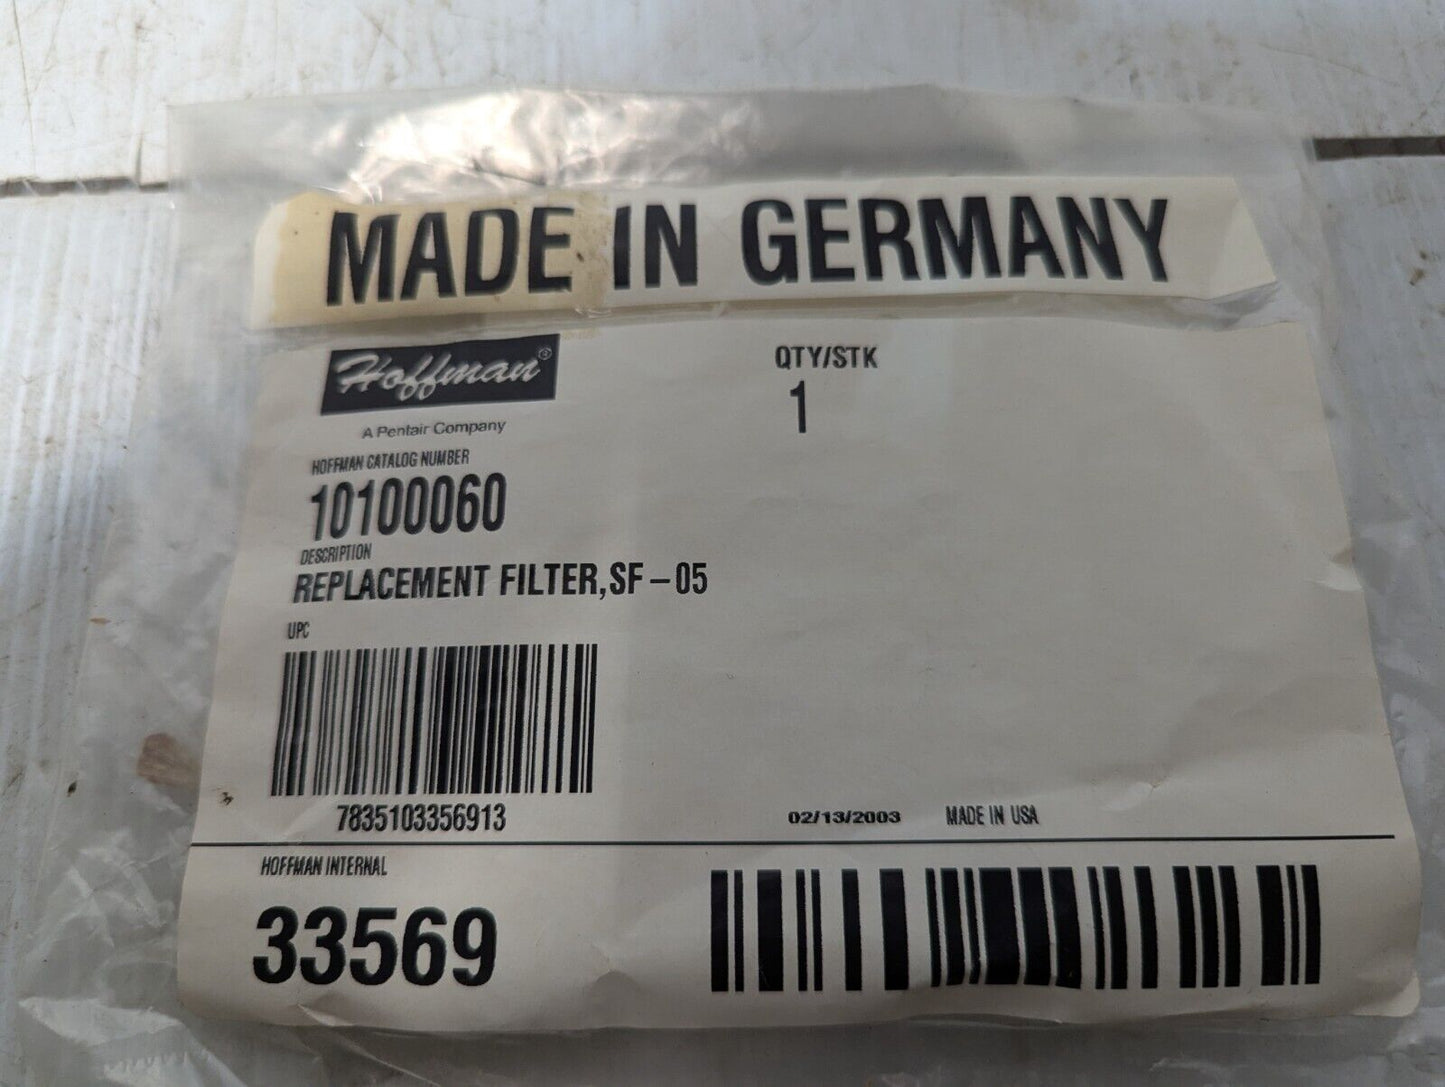 MADE IN GERMANY
Hoffman®
A Pentair Company
QTY/STK
1
HOFFMAN CATALOG NUMBER
10100060
DESCRIPTION
REPLACEMENT FILTER,SF-05
UPC
7835103356913
02/13/2003 MADE IN USA
HOFFMAN INTERNAL
33569